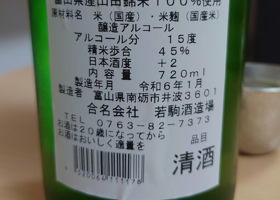 富山県産山田錦米100%使用
原材料名 米(国産)・米麹(国産米)
醸造アルコール
アルコール分 15度
精米歩合 45%
日本酒度 +2
内容量 720ml
製造年月 令和6年1月
製造者 富山県南砺市井波3601
合名会社 若駒酒造場
TEL 0763-82-7373
お酒は20歳になってから
お酒はおいしく適量を
品目
清酒